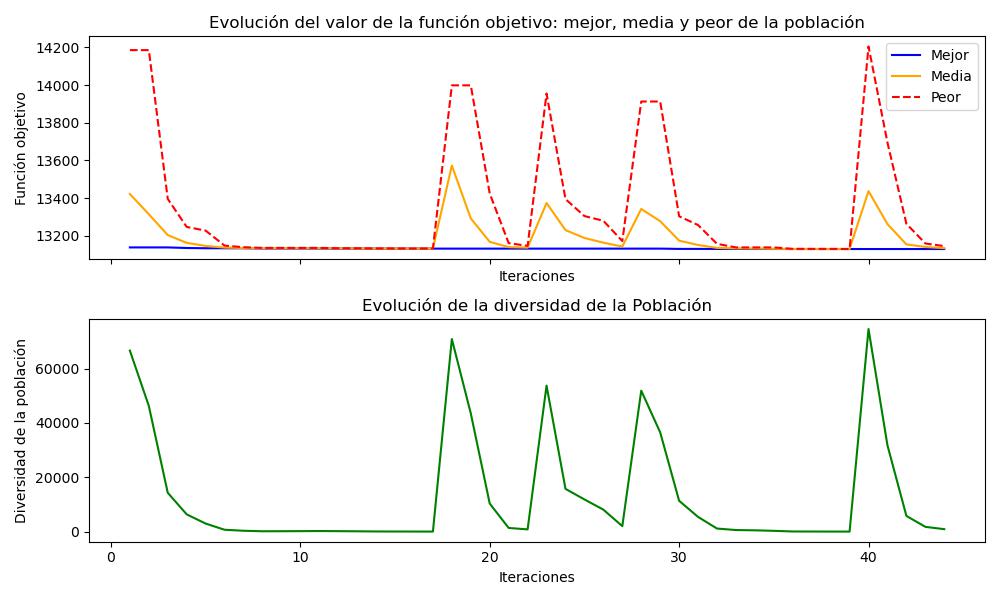 Evolución del valor de la función objetivo: mejor, media y peor de la población
14200
14000
13800
13600
13400
13200
Función objetivo
Mejor
Media
Peor
Iteraciones
Evolución de la diversidad de la Población
60000
40000
20000
0
Diversidad de la población
0 10 20 30 40
Iteraciones